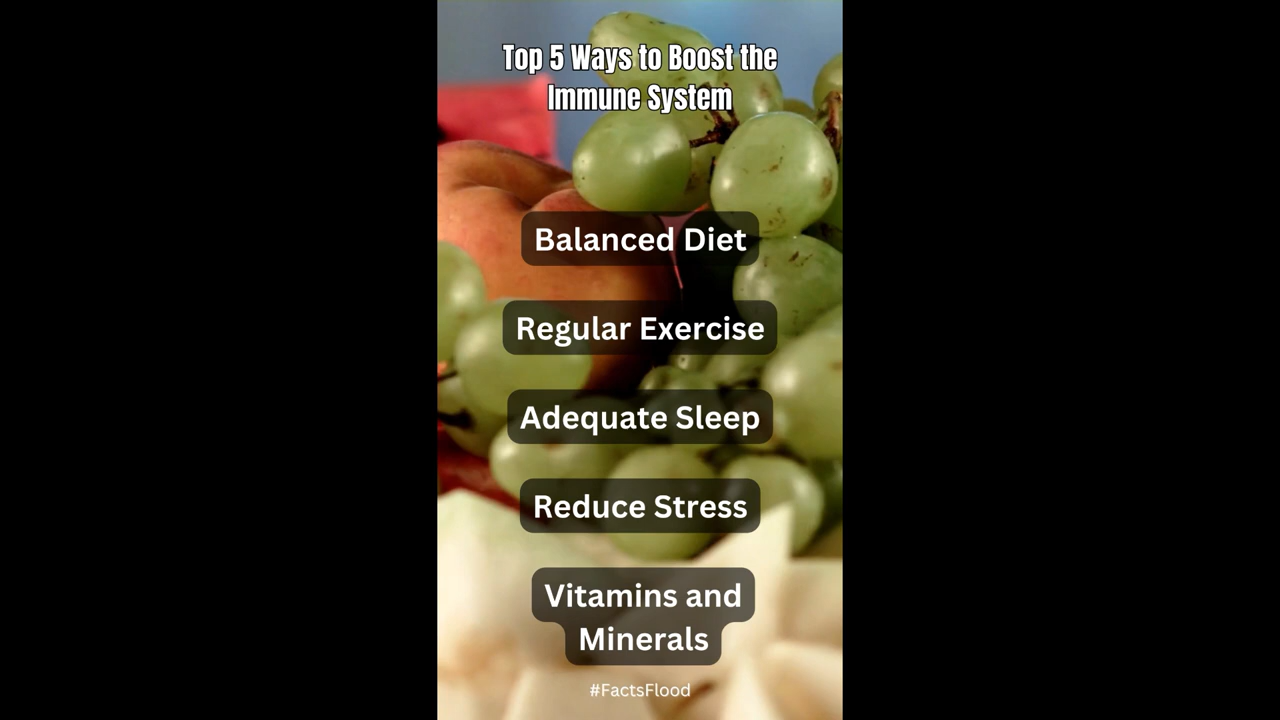 Top 5 Ways to Boost the
Immune System
Balanced Diet
Regular Exercise
Adequate Sleep
Reduce Stress
Vitamins and
Minerals
#FactsFlood